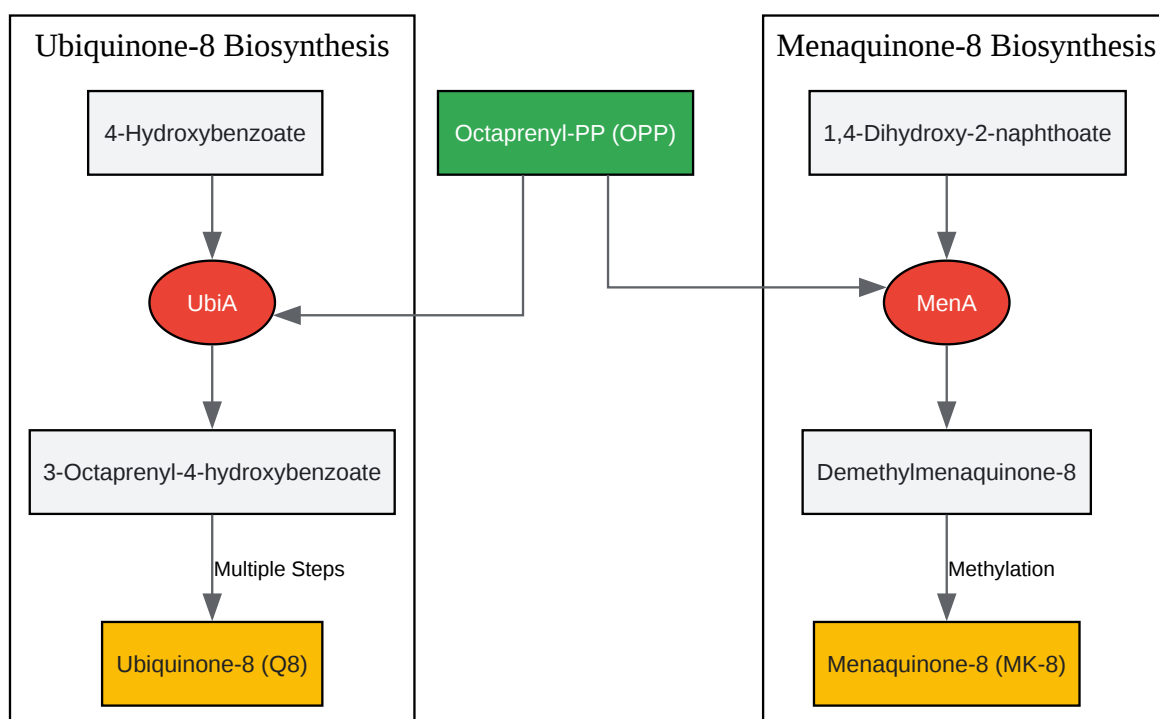 Ubiquinone-8 Biosynthesis
Menaquinone-8 Biosynthesis
4-Hydroxybenzoate
Octaprenyl-PP (OPP)
1,4-Dihydroxy-2-naphthoate
UbiA
MenA
3-Octaprenyl-4-hydroxybenzoate
Demethylmenaquinone-8
Multiple Steps
Methylation
Ubiquinone-8 (Q8)
Menaquinone-8 (MK-8)